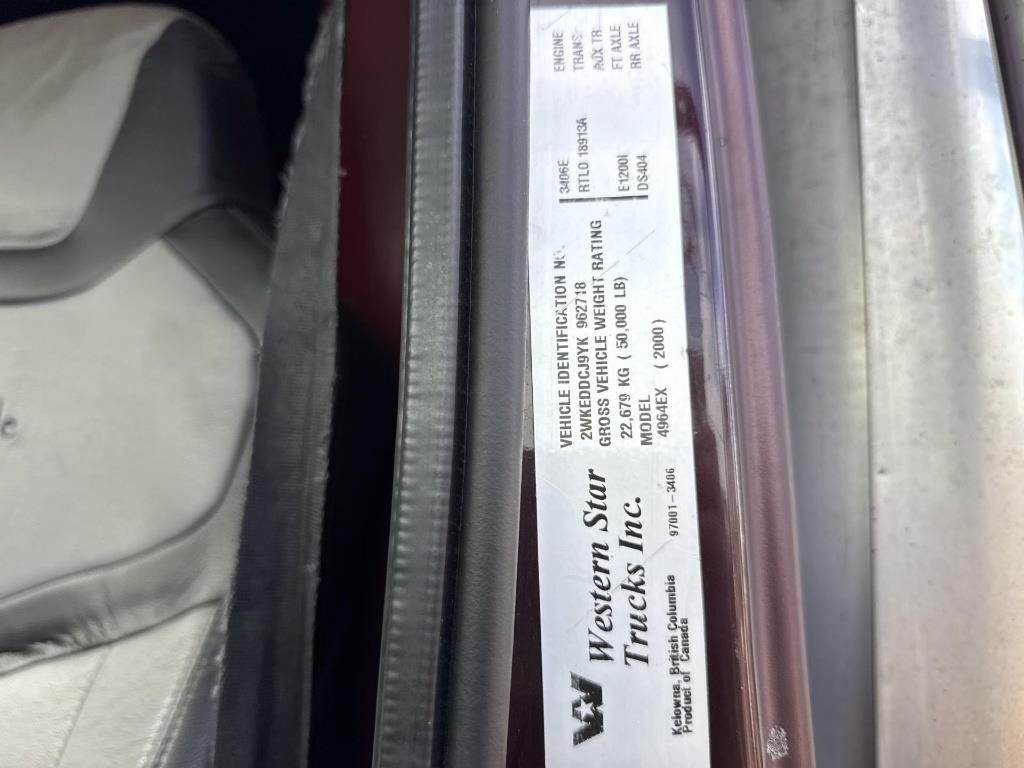 Western Star
Trucks Inc.
Kelowna, British Columbia
Product of Canada
97001-3406
VEHICLE IDENTIFICATION NO.
2WKEDDCJ9YK 962718
GROSS VEHICLE WEIGHT RATING
22,679 KG ( 50,000 LB)
MODEL
4964EX (2000)
ENGINE 3406E
TRANS RTLO 18913A
AUX TR
FT AXLE E1200I
RR AXLE DS404